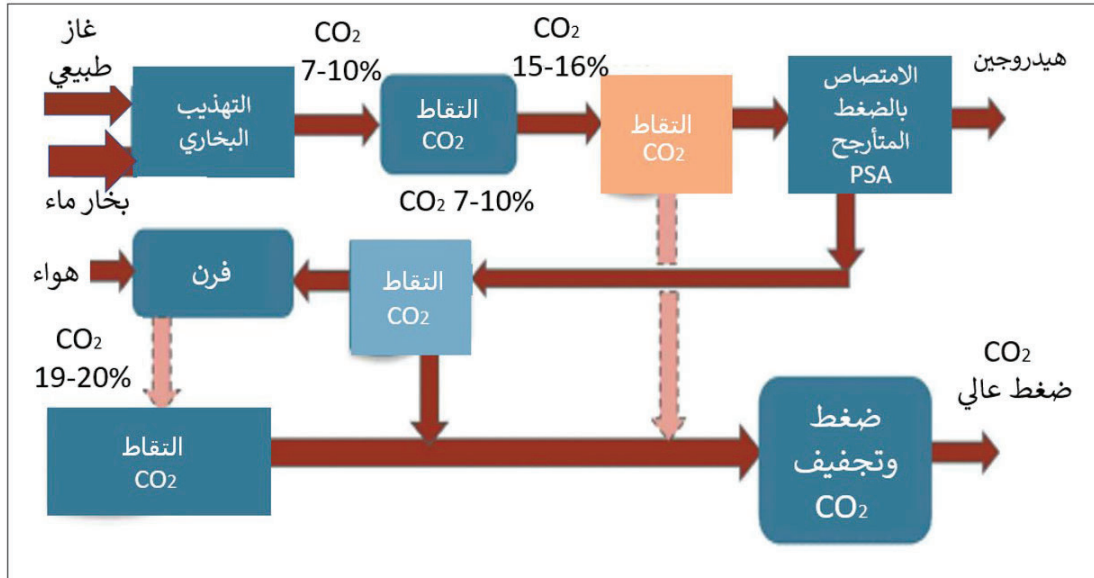 غاز
طبيعي
بخار ماء
التهذيب
البخاري
CO₂
7-10%
التقاط
CO₂
CO₂
15-16%
التقاط
CO₂
الامتصاص
بالضغط
المتأرجح
PSA
هيدروجين
CO₂ 7-10%
هواء
فرن
التقاط
CO₂
CO₂
19-20%
التقاط
CO₂
ضغط
وتجفيف
CO₂
CO₂
ضغط عالي